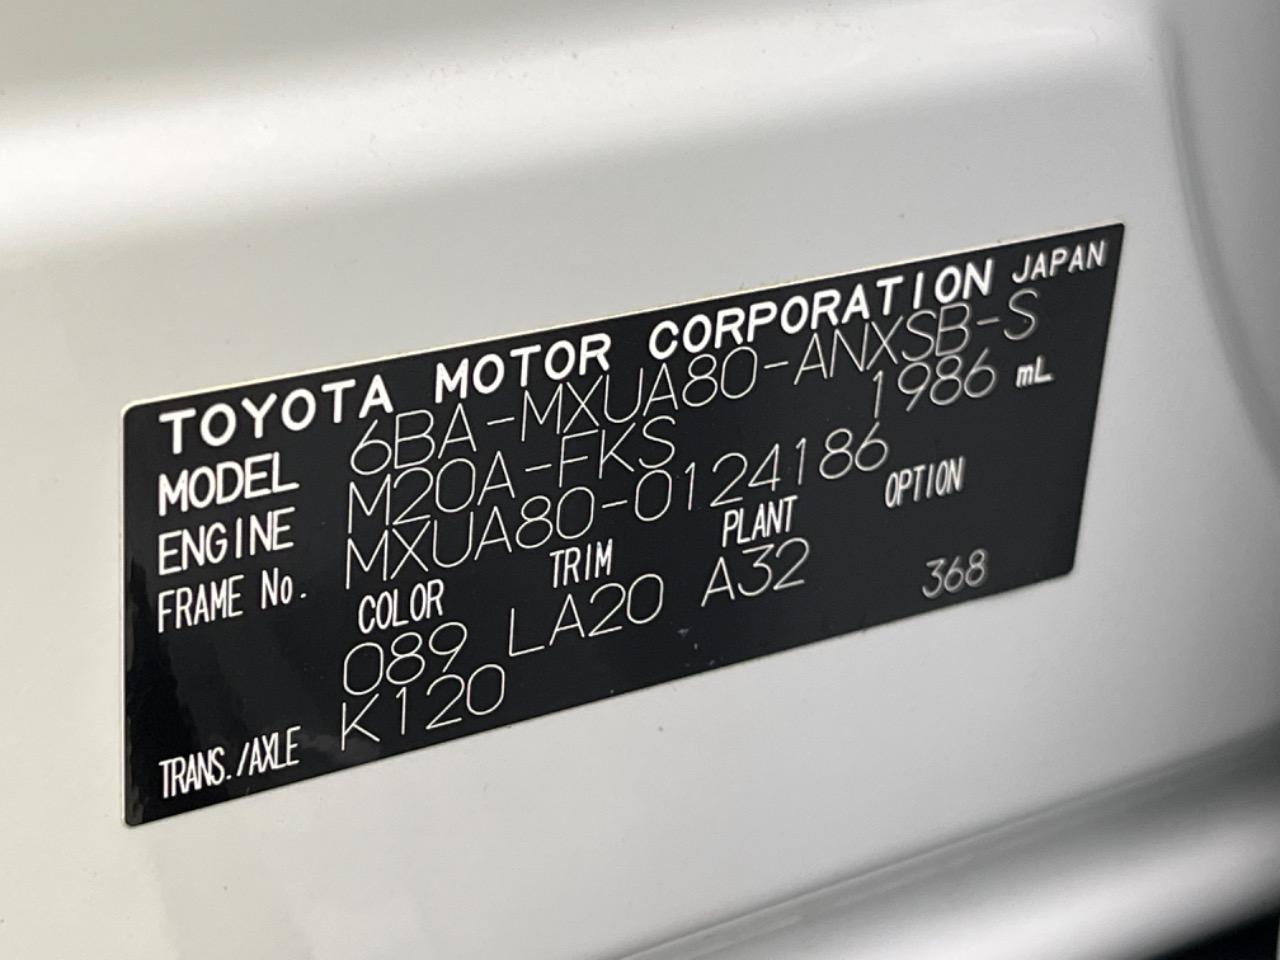 TOYOTA MOTOR CORPORATION JAPAN
MODEL 6BA-MXUA80-ANXSB-S
ENGINE M20A-FKS 1986 mL
FRAME No. MXUA80-0124186
COLOR TRIM PLANT OPTION
089 LA20 A32 368
TRANS./AXLE K120